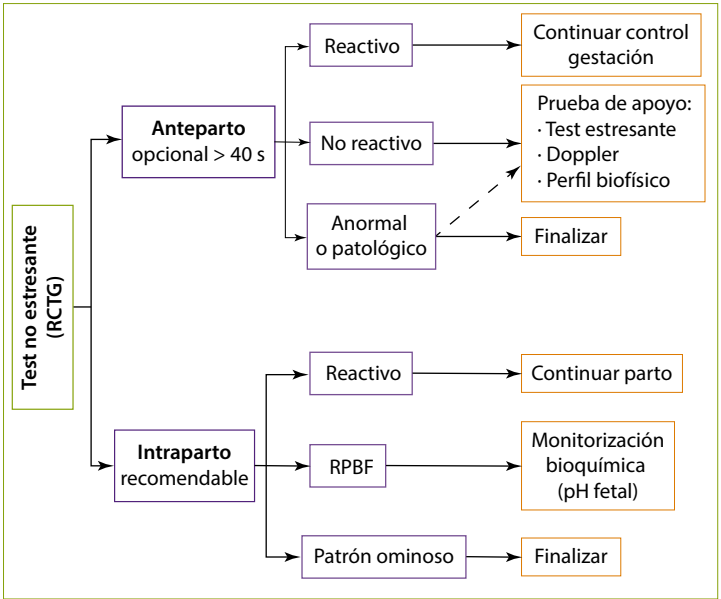 Test no estresante
(RCTG)
Anteparto
opcional > 40 s
Reactivo
Continuar control
gestación
No reactivo
Prueba de apoyo:
· Test estresante
· Doppler
· Perfil biofísico
Anormal
o patológico
Finalizar
Intraparto
recomendable
Reactivo
Continuar parto
RPBF
Monitorización
bioquímica
(pH fetal)
Patrón ominoso
Finalizar